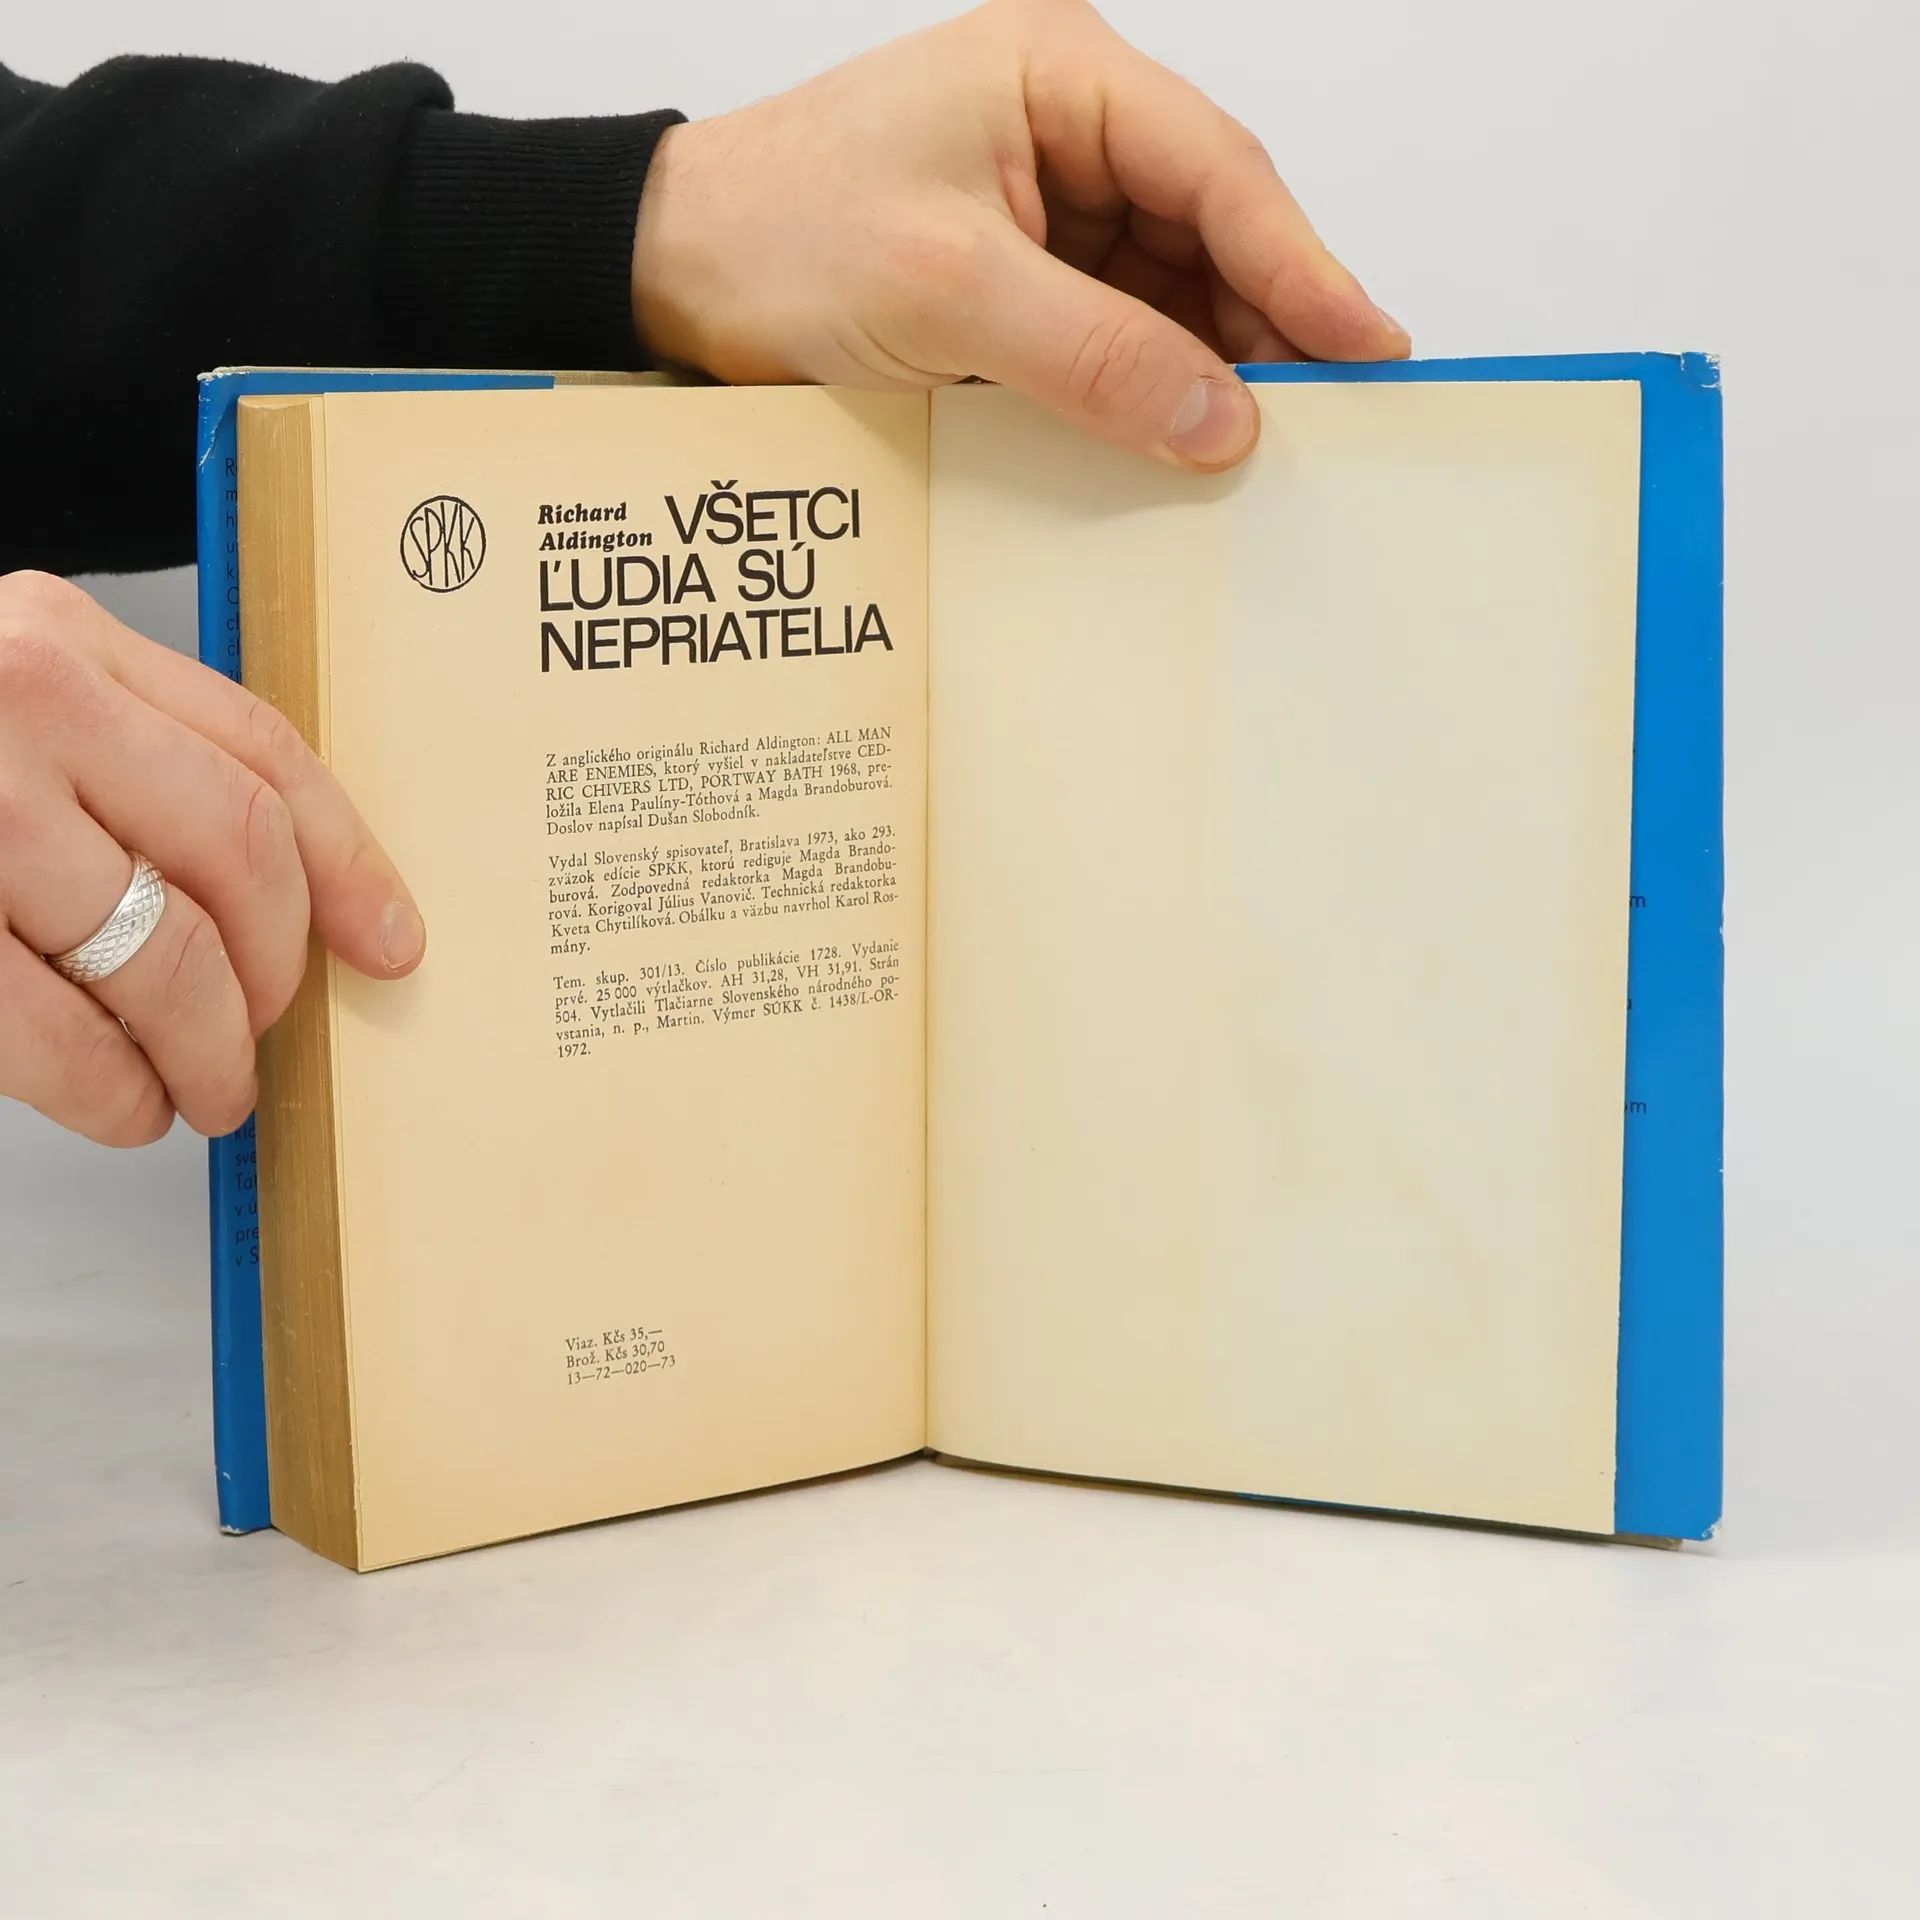 SPKK
Richard
Aldington VŠETCI
ĽUDIA SÚ
NEPRIATELIA
Z anglického originálu Richard Aldington: ALL MAN
ARE ENEMIES, ktorý vyšiel v nakladateľstve CED-
RIC CHIVERS LTD, PORTWAY BATH 1968, pre-
ložila Elena Paulíny-Tóthová a Magda Brandoburová.
Doslov napísal Dušan Slobodník.
Vydal Slovenský spisovateľ, Bratislava 1973, ako 293.
zväzok edície SPKK, ktorú rediguje Magda Brando-
burová. Zodpovedná redaktorka Magda Brandobu-
rová. Korigoval Július Vanovič. Technická redaktorka
Kveta Chytilíková. Obálku a väzbu navrhol Karol Ros-
mány.
Tem. skup. 301/13. Číslo publikácie 1728. Vydanie
prvé. 25 000 výtlačkov. AH 31,28, VH 31,91. Strán
504. Vytlačili Tlačiarne Slovenského národného po-
vstania, n. p., Martin. Výmer SÚKK č. 1438/I.-OR-
1972.
Viaz. Kčs 35,—
Brož. Kčs 30,70
13—72—020—73